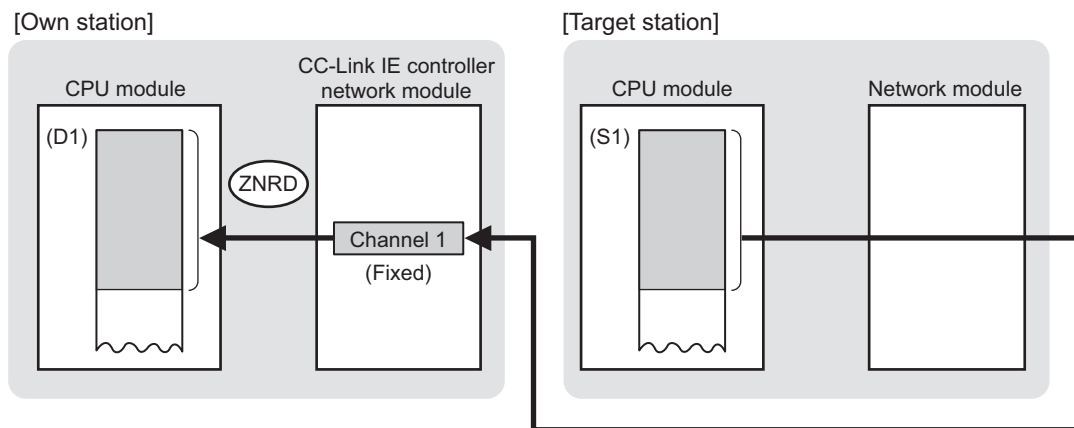 [Own station]
[Target station]
CPU module
CC-Link IE controller
network module
(D1)
ZNRD
Channel 1
(Fixed)
CPU module
Network module
(S1)